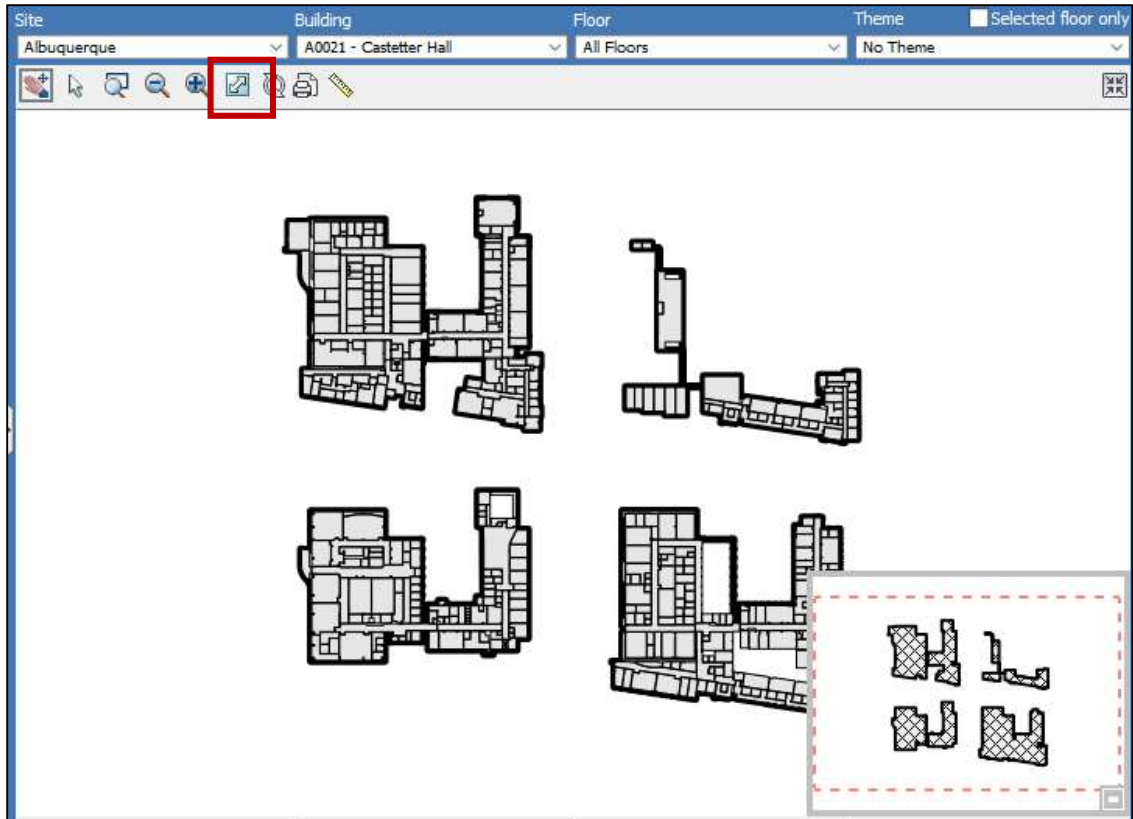 Site Building Floor Theme Selected floor only
Albuquerque A0021 - Castetter Hall All Floors No Theme